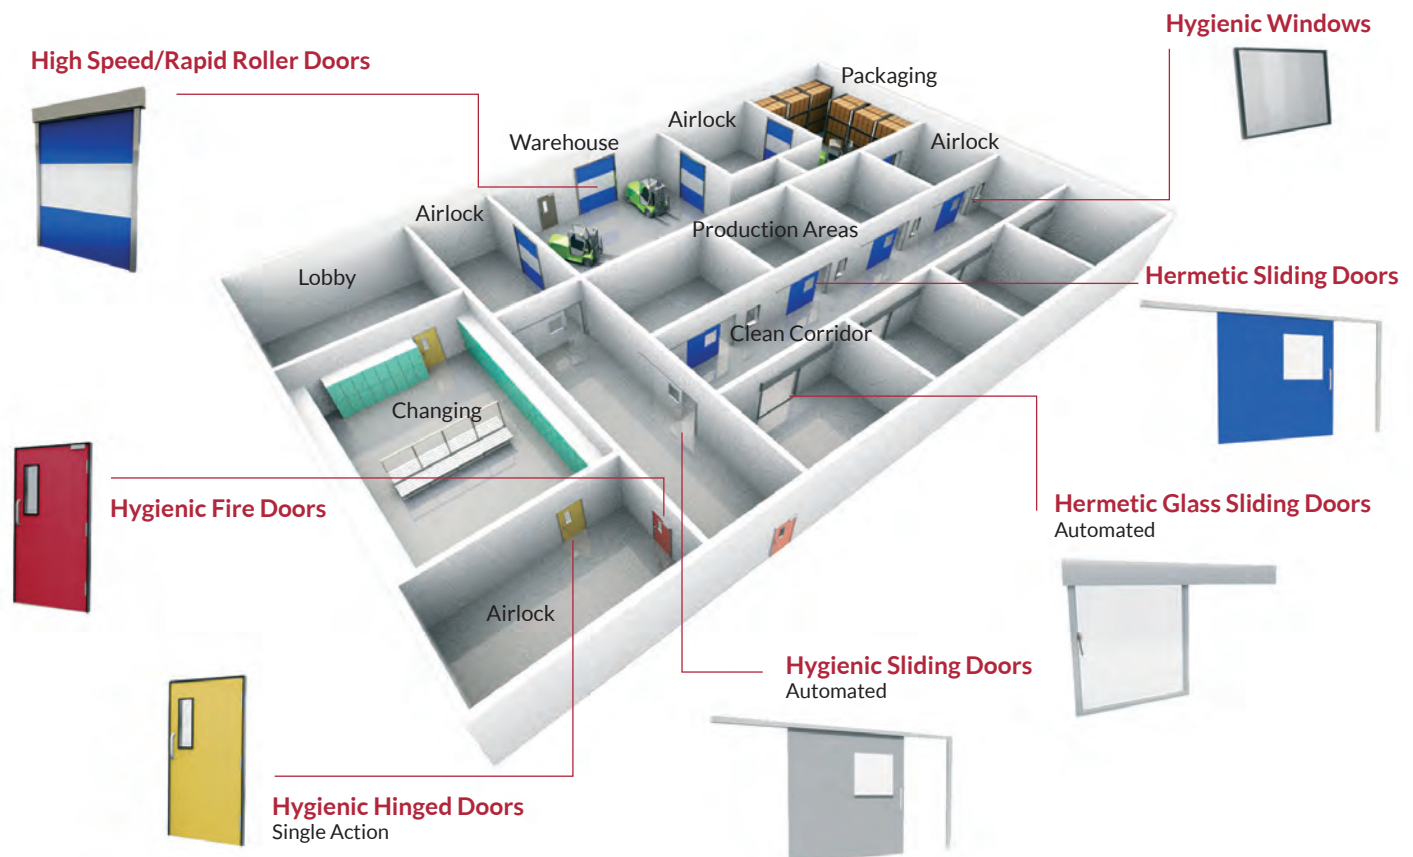 Hygienic Windows
High Speed/Rapid Roller Doors
Packaging
Airlock
Warehouse
Airlock
Airlock
Production Areas
Lobby
Hermetic Sliding Doors
Clean Corridor
Changing
Hermetic Glass Sliding Doors
Automated
Hygienic Fire Doors
Airlock
Hygienic Sliding Doors
Automated
Hygienic Hinged Doors
Single Action